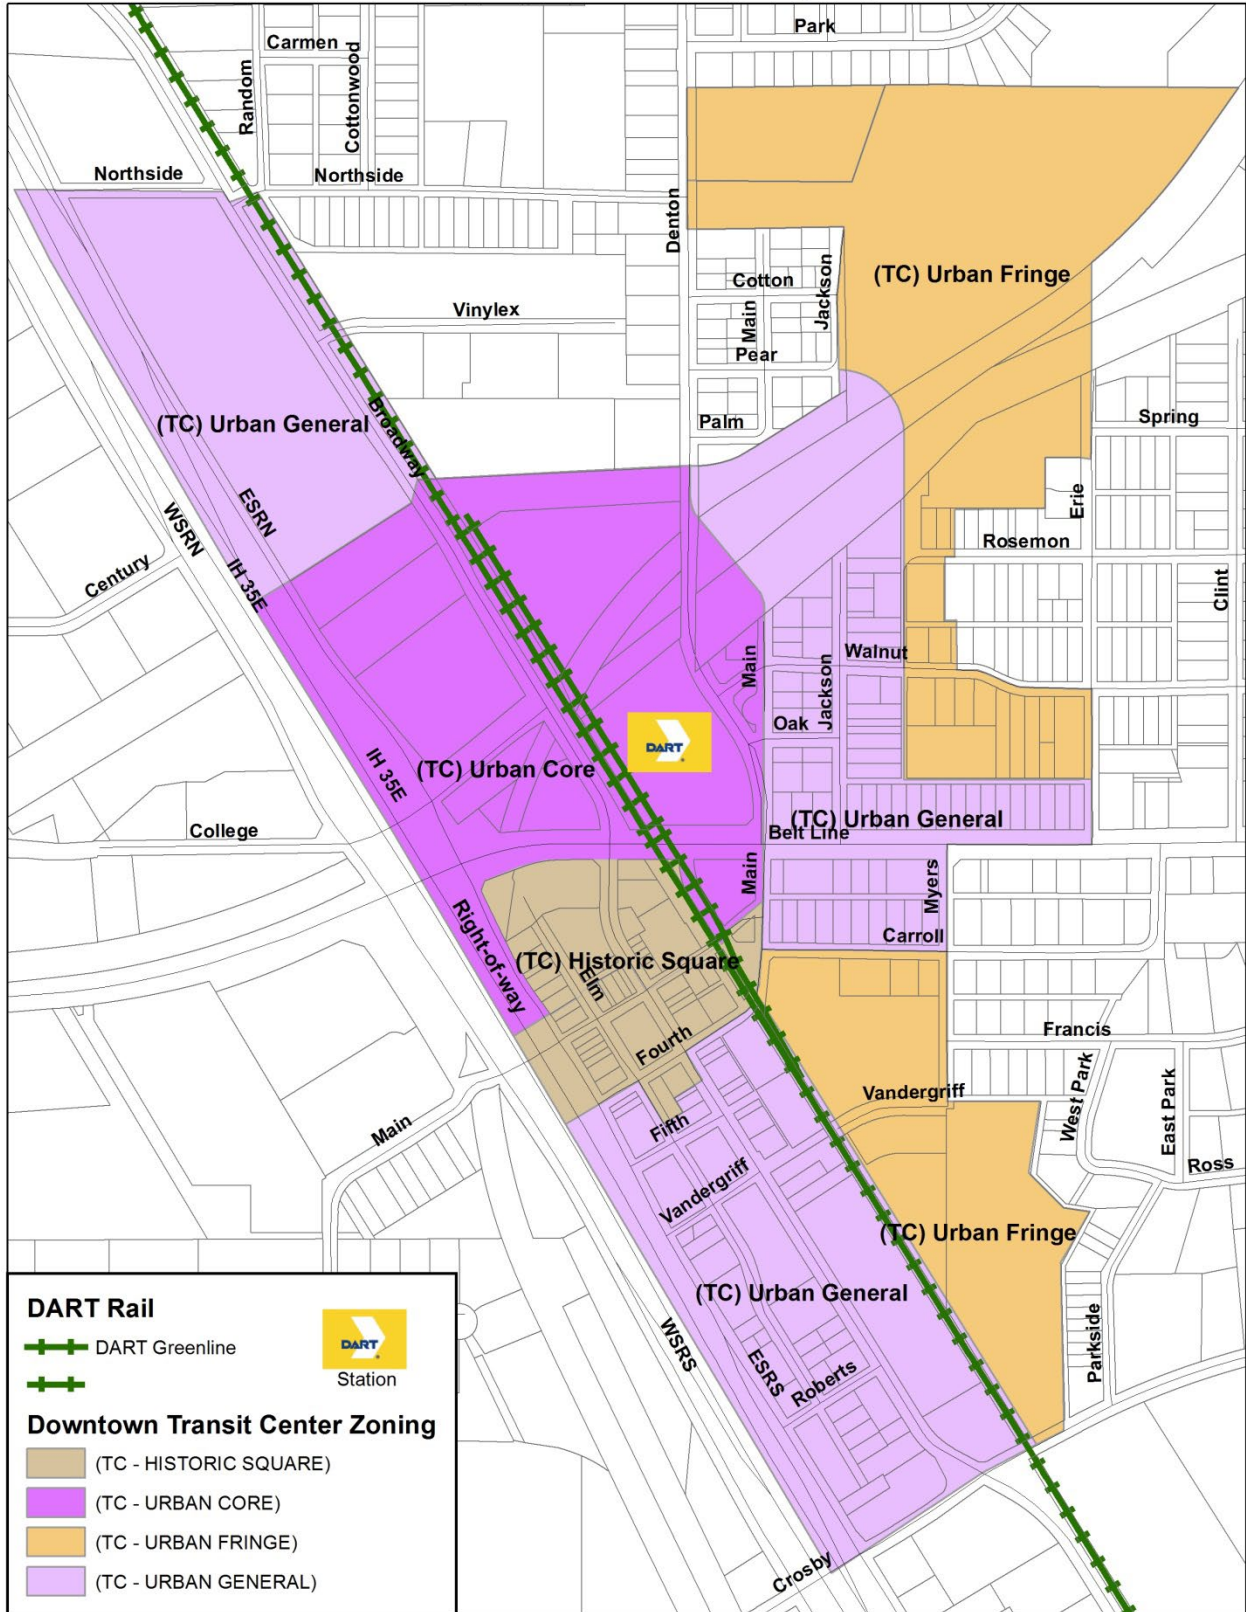 Park
Carmen
Random
Cottonwood
Northside
Northside
Denton
Cotton
Main
Jackson
(TC) Urban Fringe
Vinylex
Pear
Palm
Spring
(TC) Urban General
Broadway
ESRN
WSRN
Century
IH 35E
Erie
Rosemon
Clint
Main
Jackson
Walnut
Oak
DART
IH 35E
(TC) Urban Core
College
(TC) Urban General
Belt Line
Main
Myers
Carroll
Right-of-way
(TC) Historic Square
Elm
Fourth
Francis
West Park
East Park
Vandergriff
Main
Fifth
Ross
Vandergriff
(TC) Urban Fringe
(TC) Urban General
WSRS
ESRS
Roberts
Parkside
Crosby
DART Rail
DART Greenline
DART
Station
Downtown Transit Center Zoning
(TC - HISTORIC SQUARE)
(TC - URBAN CORE)
(TC - URBAN FRINGE)
(TC - URBAN GENERAL)